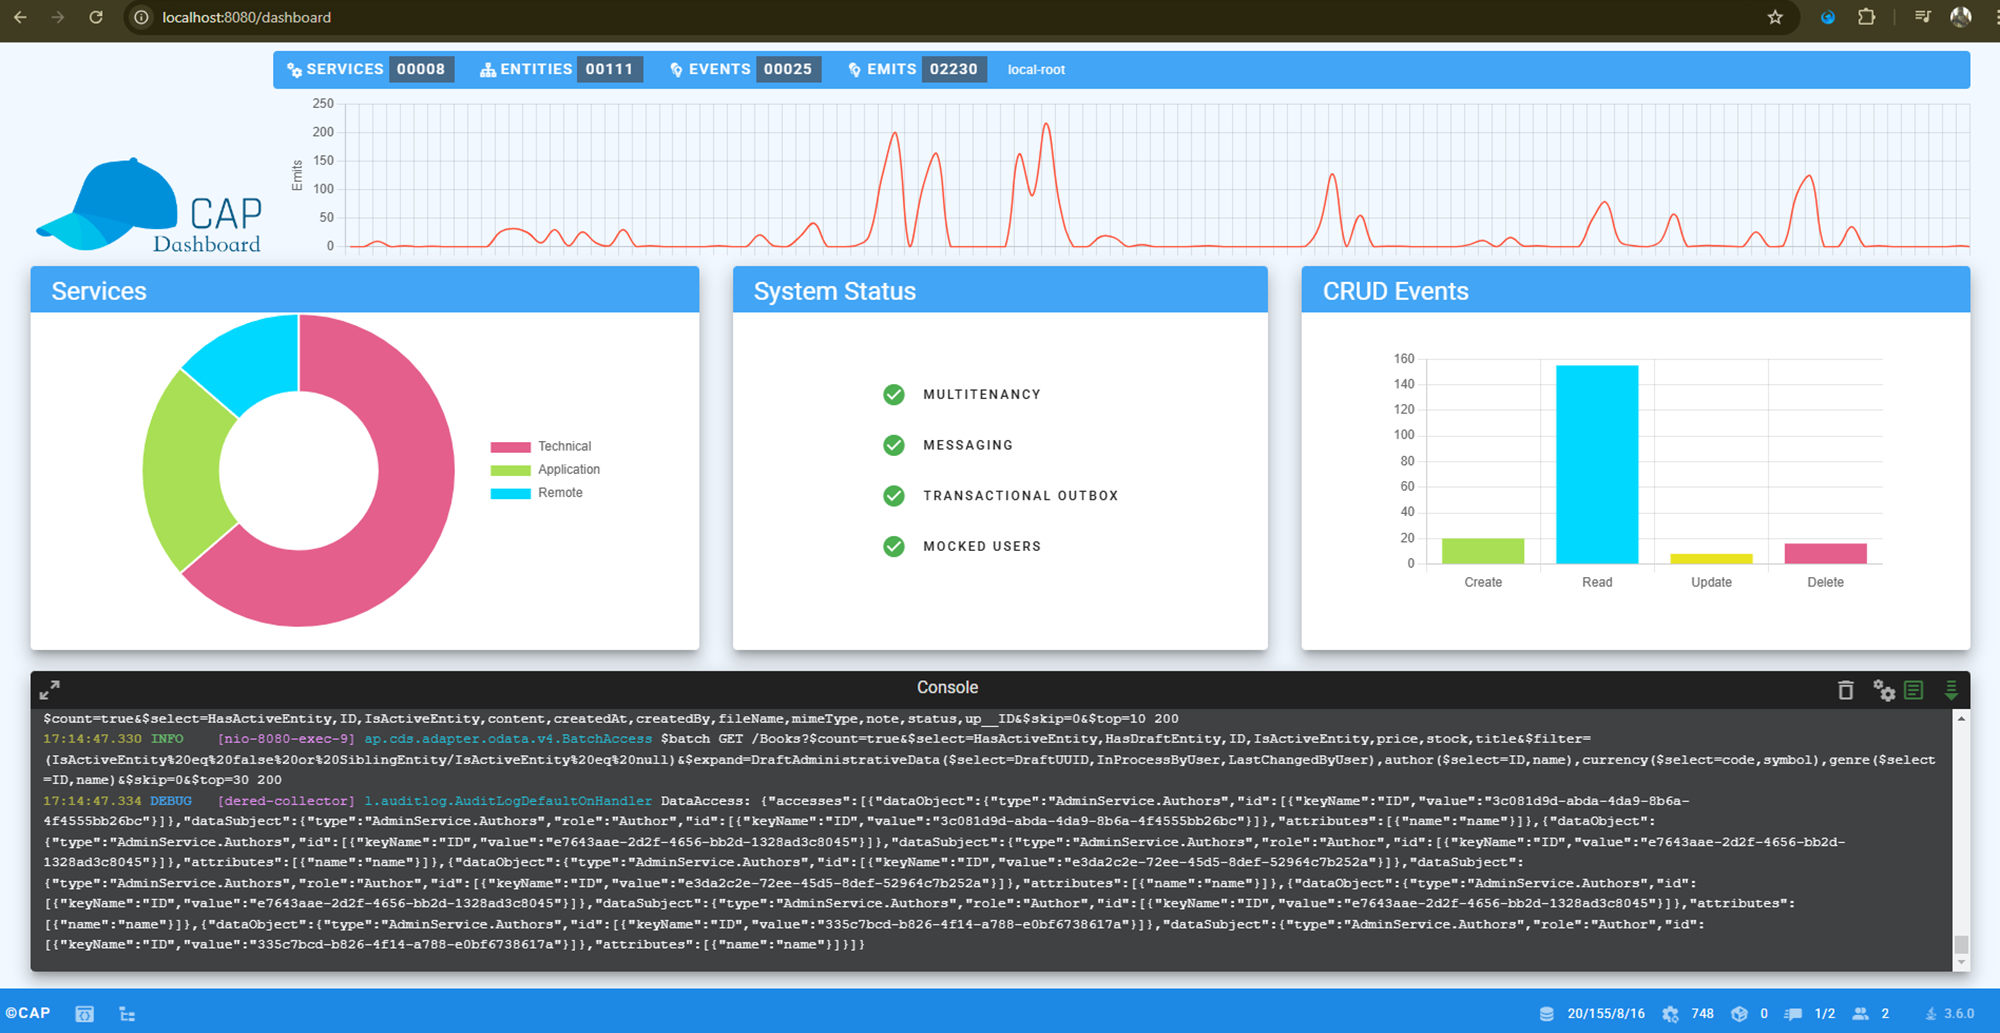 localhost:8080/dashboard
SERVICES 00008 ENTITIES 00111 EVENTS 00025 EMITS 02230 local-root
250
200
150
100
50
0
Emits
CAP
Dashboard
Services
Technical
Application
Remote
System Status
MULTITENANCY
MESSAGING
TRANSACTIONAL OUTBOX
MOCKED USERS
CRUD Events
160
140
120
100
80
60
40
20
0
Create Read Update Delete
Console
$count=true&$select=HasActiveEntity,ID,IsActiveEntity,content,createdAt,createdBy,fileName,mimeType,note,status,up__ID&$skip=0&$top=10 200
17:14:47.330 INFO [nio-8080-exec-9] ap.cds.adapter.odata.v4.BatchAccess $batch GET /Books?$count=true&$select=HasActiveEntity,HasDraftEntity,ID,IsActiveEntity,price,stock,title&$filter=
(IsActiveEntity%20eq%20false%20or%20SiblingEntity/IsActiveEntity%20eq%20null)&$expand=DraftAdministrativeData($select=DraftUUID,InProcessByUser,LastChangedByUser),author($select=ID,name),currency($select=code,symbol),genre($select
=ID,name)&$skip=0&$top=30 200
17:14:47.334 DEBUG [dered-collector] l.auditlog.AuditLogDefaultOnHandler DataAccess: {"accesses":[{"dataObject":{"type":"AdminService.Authors","id":[{"keyName":"ID","value":"3c081d9d-abda-4da9-8b6a-
4f4555bb26bc"}]},"dataSubject":{"type":"AdminService.Authors","role":"Author","id":[{"keyName":"ID","value":"3c081d9d-abda-4da9-8b6a-4f4555bb26bc"}]},"attributes":[{"name":"name"}]},{"dataObject":
{"type":"AdminService.Authors","id":[{"keyName":"ID","value":"e7643aae-2d2f-4656-bb2d-1328ad3c8045"}]},"dataSubject":{"type":"AdminService.Authors","role":"Author","id":[{"keyName":"ID","value":"e7643aae-2d2f-4656-bb2d-
1328ad3c8045"}]},"attributes":[{"name":"name"}]},{"dataObject":{"type":"AdminService.Authors","id":[{"keyName":"ID","value":"e3da2c2e-72ee-45d5-8def-52964c7b252a"}]},"dataSubject":
{"type":"AdminService.Authors","role":"Author","id":[{"keyName":"ID","value":"e3da2c2e-72ee-45d5-8def-52964c7b252a"}]},"attributes":[{"name":"name"}]},{"dataObject":{"type":"AdminService.Authors","id":
[{"keyName":"ID","value":"e7643aae-2d2f-4656-bb2d-1328ad3c8045"}]},"dataSubject":{"type":"AdminService.Authors","role":"Author","id":[{"keyName":"ID","value":"e7643aae-2d2f-4656-bb2d-1328ad3c8045"}]},"attributes":
[{"name":"name"}]},{"dataObject":{"type":"AdminService.Authors","id":[{"keyName":"ID","value":"335c7bcd-b826-4f14-a788-e0bf6738617a"}]},"dataSubject":{"type":"AdminService.Authors","role":"Author","id":
[{"keyName":"ID","value":"335c7bcd-b826-4f14-a788-e0bf6738617a"}]},"attributes":[{"name":"name"}]}]}
©CAP 20/155/8/16 748 0 1/2 2 3.6.0